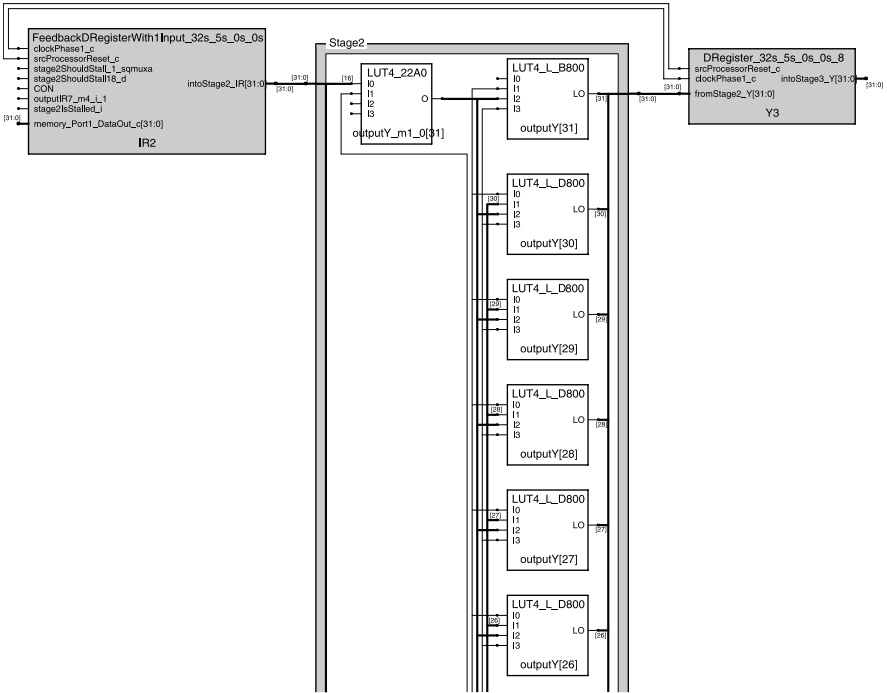 FeedbackDRegisterWith1Input_32s_5s_0s_0s
clockPhase1_c
srcProcessorReset_c
stage2ShouldStall_1_sqmuxa
stage2ShouldStall18_d
CON
outputIR7_m4_i_1
stage2IsStalled_i
[31:0]
memory_Port1_DataOut_c[31:0]
intoStage2_IR[31:0]
IR2
[31:0]
[31:0]
Stage2
[16]
LUT4_22A0
I0
I1
I2
I3
O
outputY_m1_0[31]
LUT4_L_B800
I0
I1
I2
I3
LO
[31]
outputY[31]
[31:0]
[31:0]
DRegister_32s_5s_0s_0s_8
srcProcessorReset_c
clockPhase1_c
fromStage2_Y[31:0]
intoStage3_Y[31:0]
[31:0]
Y3
LUT4_L_D800
[30]
I0
I1
I2
I3
LO
[30]
outputY[30]
LUT4_L_D800
[29]
I0
I1
I2
I3
LO
[29]
outputY[29]
LUT4_L_D800
[28]
I0
I1
I2
I3
LO
[28]
outputY[28]
LUT4_L_D800
[27]
I0
I1
I2
I3
LO
[27]
outputY[27]
LUT4_L_D800
[26]
I0
I1
I2
I3
LO
[26]
outputY[26]